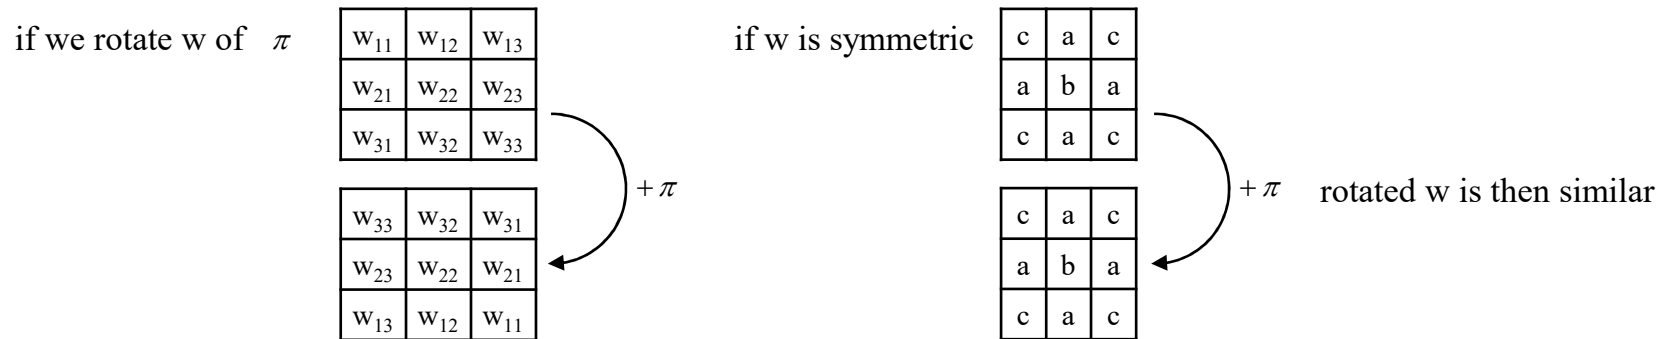 if we rotate w of π
w₁₁ w₁₂ w₁₃
w₂₁ w₂₂ w₂₃
w₃₁ w₃₂ w₃₃
+ π
w₃₃ w₃₂ w₃₁
w₂₃ w₂₂ w₂₁
w₁₃ w₁₂ w₁₁
if w is symmetric
c a c
a b a
c a c
+ π
rotated w is then similar
c a c
a b a
c a c